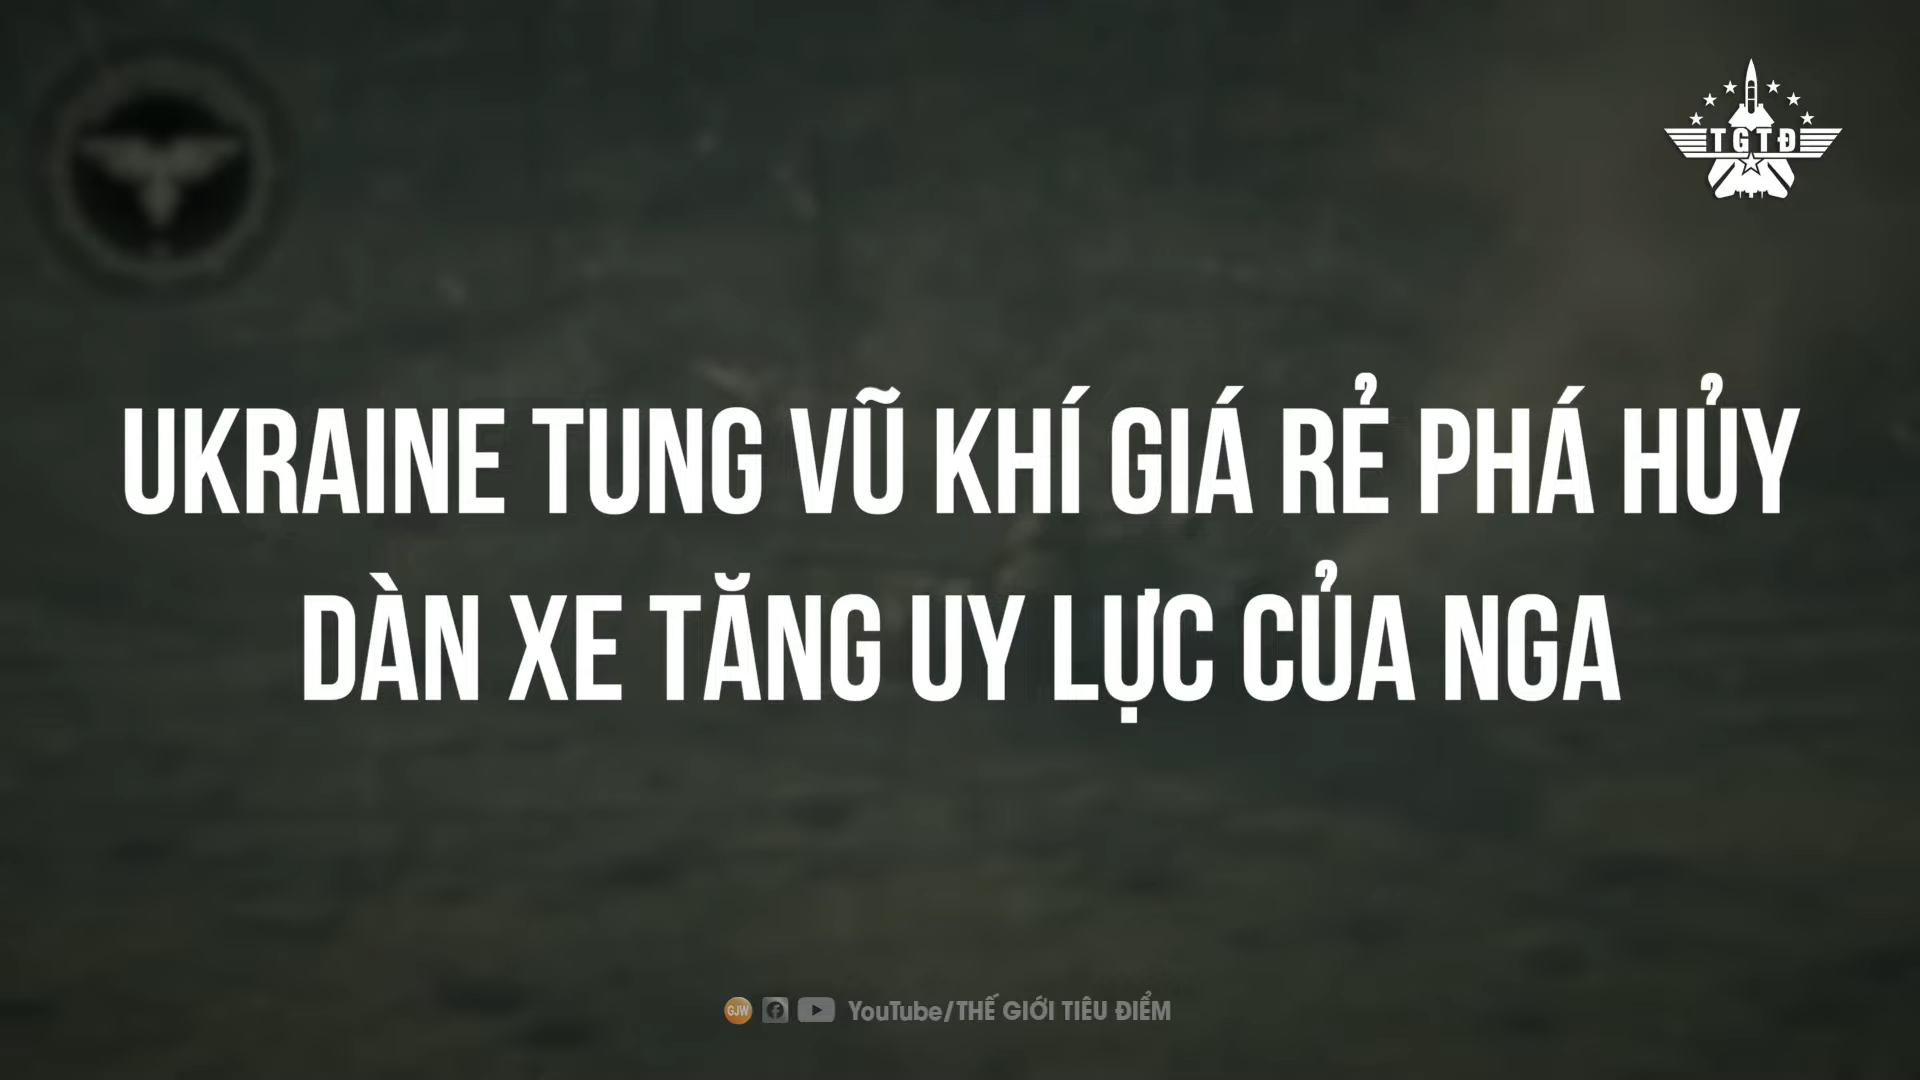 TGTĐ
UKRAINE TUNG VŨ KHÍ GIÁ RẺ PHÁ HỦY
DÀN XE TĂNG UY LỰC CỦA NGA
GJW YouTube/THẾ GIỚI TIÊU ĐIỂM